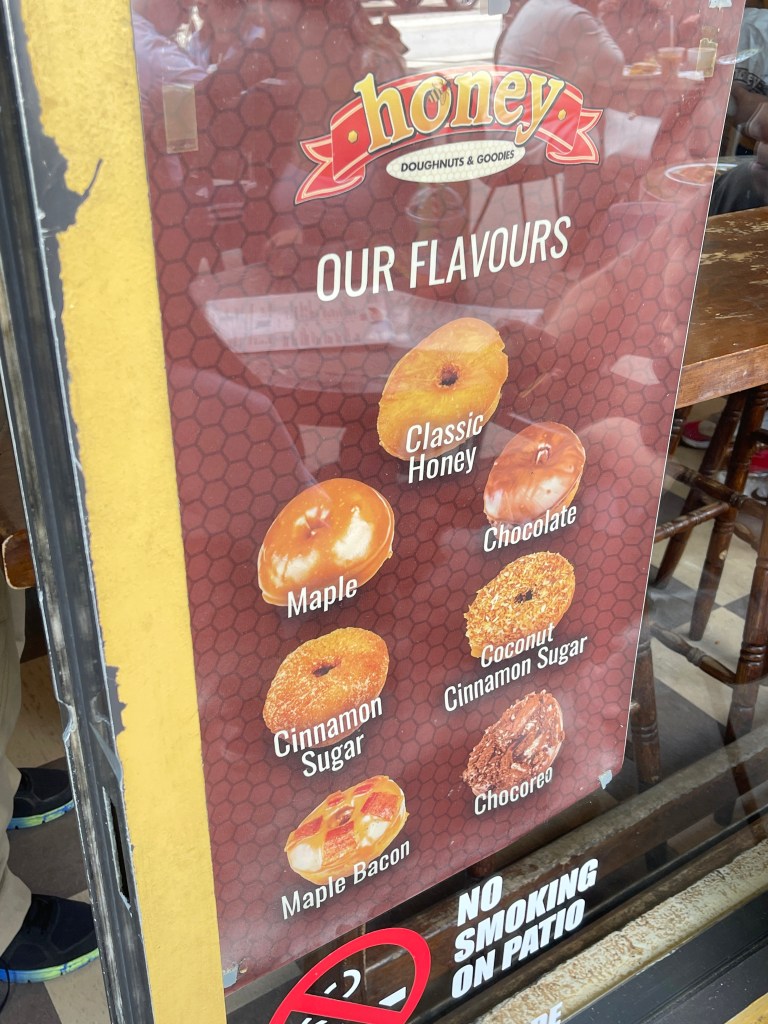 honey
DOUGHNUTS & GOODIES
OUR FLAVOURS
Classic
Honey
Chocolate
Maple
Coconut
Cinnamon Sugar
Cinnamon
Sugar
Chocoreo
Maple Bacon
NO
SMOKING
ON PATIO